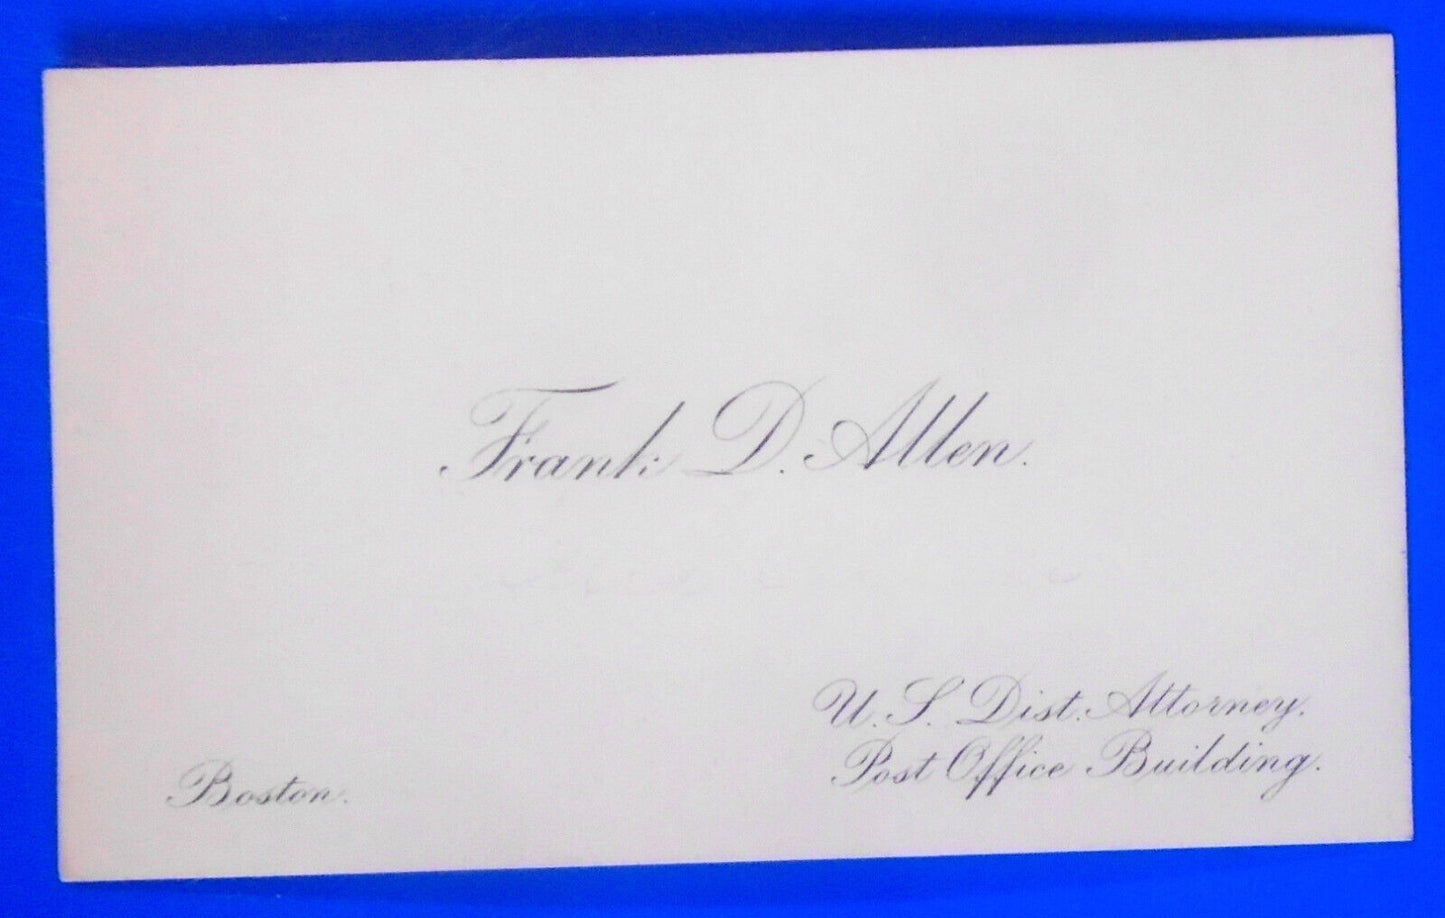 Frank D. Allen.
U. S. Dist. Attorney.
Post Office Building.
Boston.